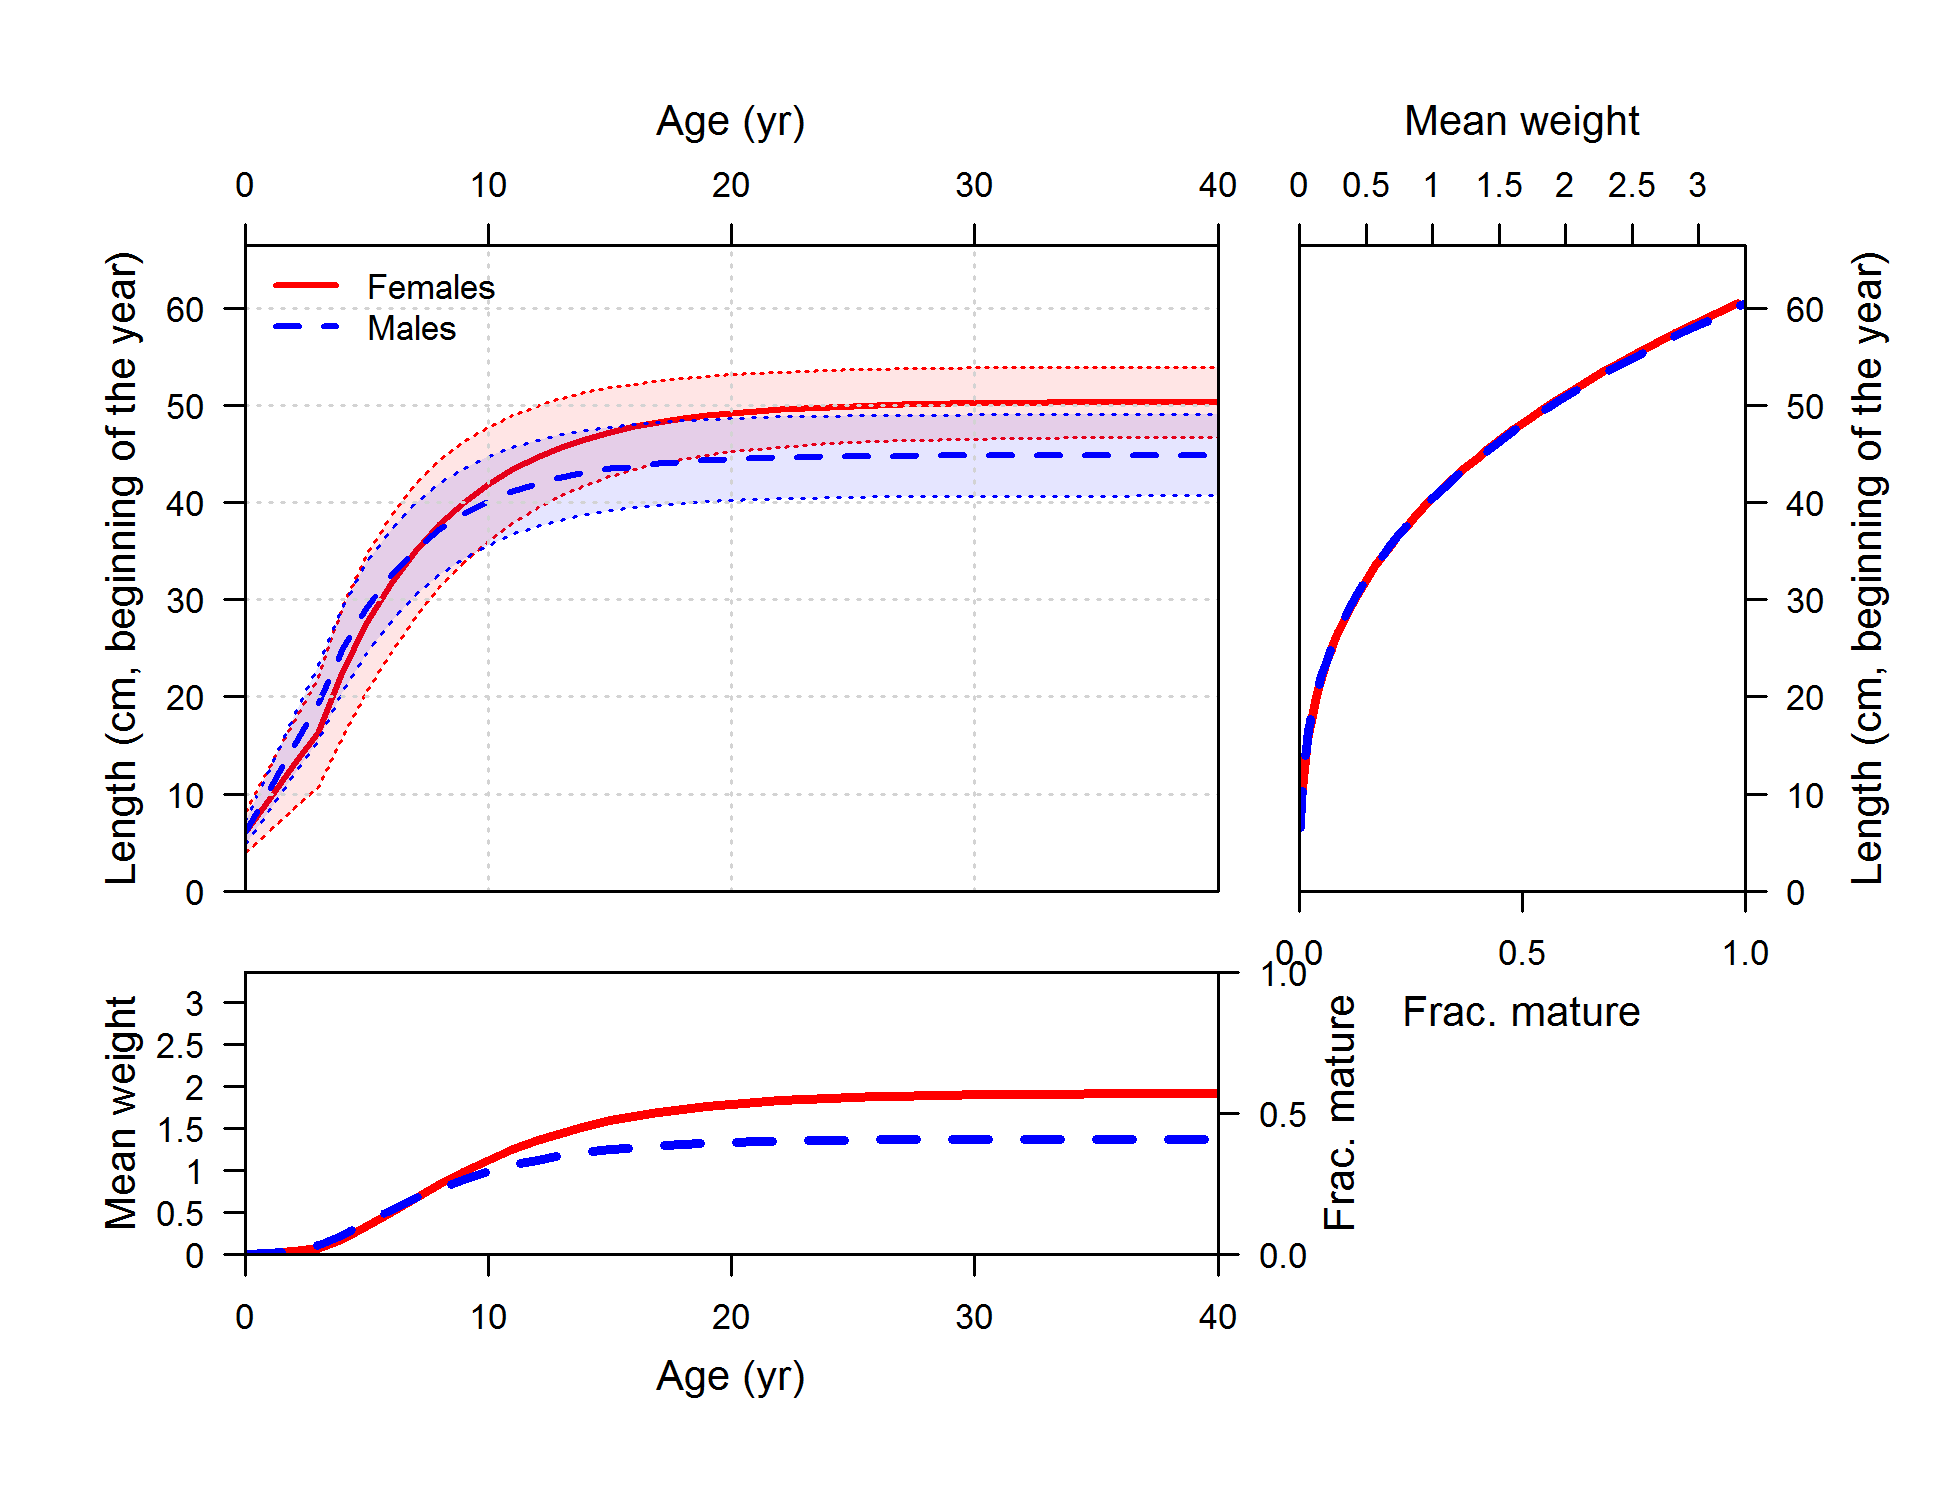 Age (yr)
0 10 20 30 40
Mean weight
0 0.5 1 1.5 2 2.5 3
Length (cm, beginning of the year)
60
50
40
30
20
10
0
Females
Males
Length (cm, beginning of the year)
60
50
40
30
20
10
0
0.0 0.5 1.0
Frac. mature
Mean weight
3
2.5
2
1.5
1
0.5
0
1.0
0.5
0.0
Frac. mature
0 10 20 30 40
Age (yr)